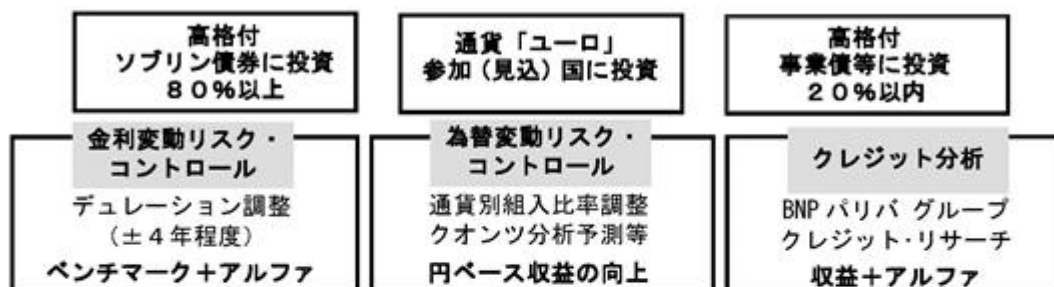 高格付
ソブリン債券に投資
８０％以上
通貨「ユーロ」
参加（見込）国に投資
高格付
事業債等に投資
２０％以内
金利変動リスク・
コントロール
デュレーション調整
（±４年程度）
ベンチマーク＋アルファ
為替変動リスク・
コントロール
通貨別組入比率調整
クオンツ分析予測等
円ベース収益の向上
クレジット分析
BNPパリバ グループ
クレジット・リサーチ
収益＋アルファ